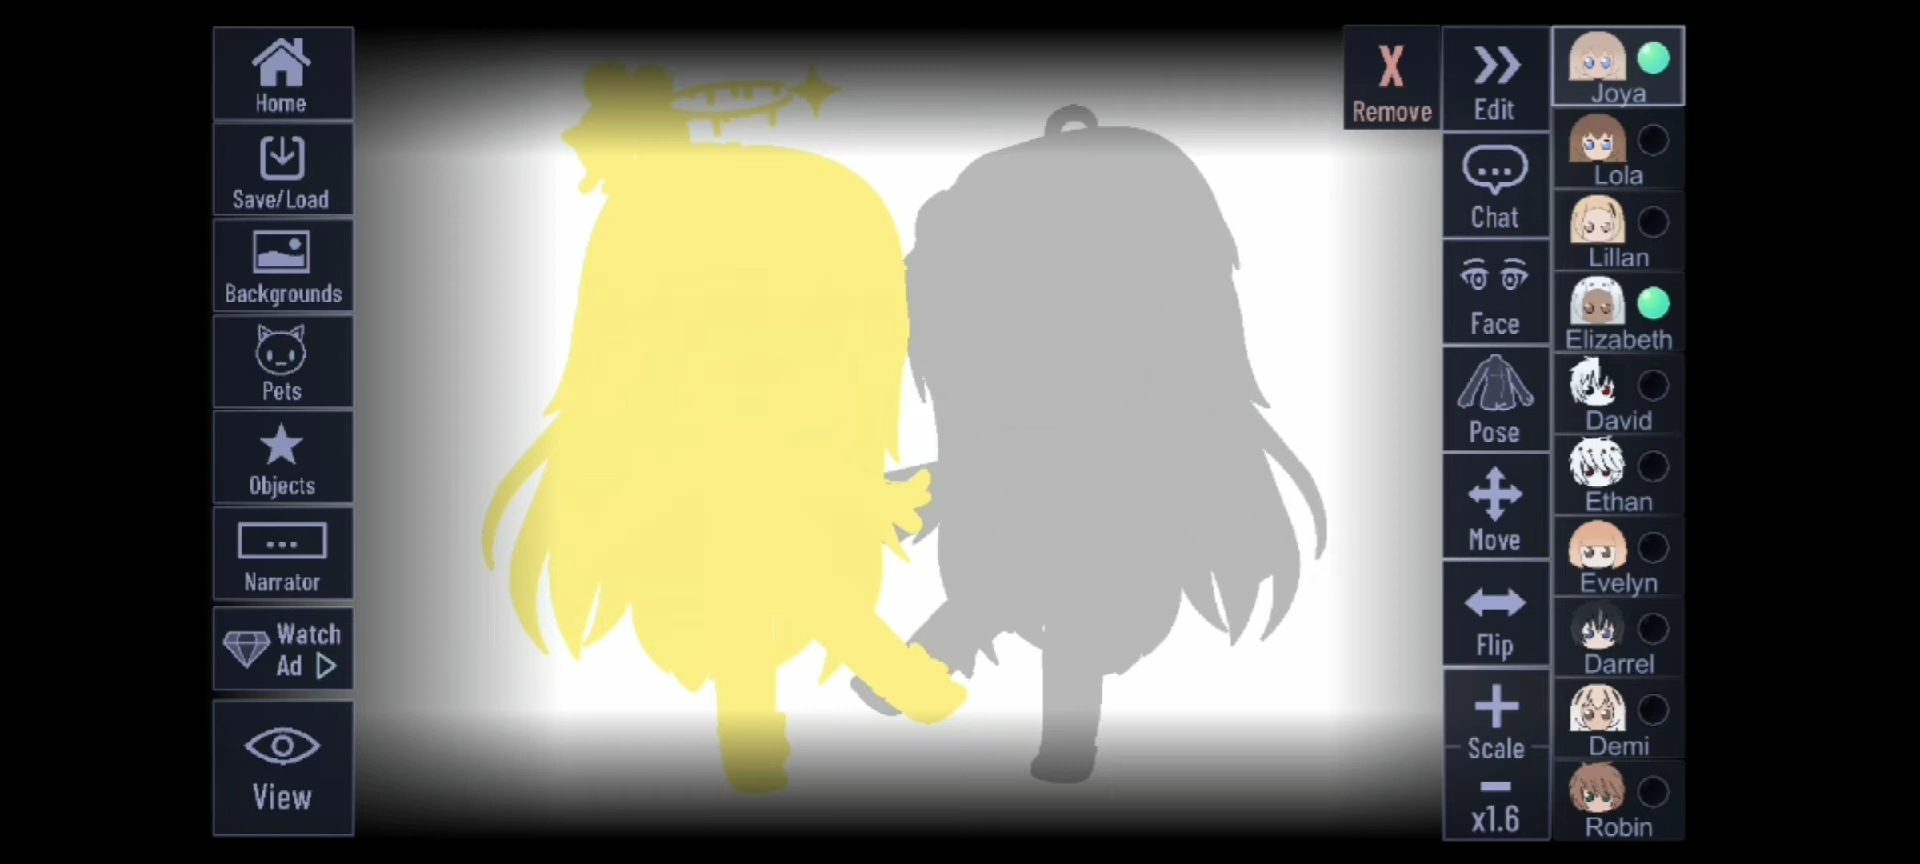 Home
Save/Load
Backgrounds
Pets
Objects
Narrator
Watch
Ad
View
X
Remove
Edit
Chat
Face
Pose
Move
Flip
Scale
x1.6
Joya
Lola
Lillan
Elizabeth
David
Ethan
Evelyn
Darrel
Demi
Robin